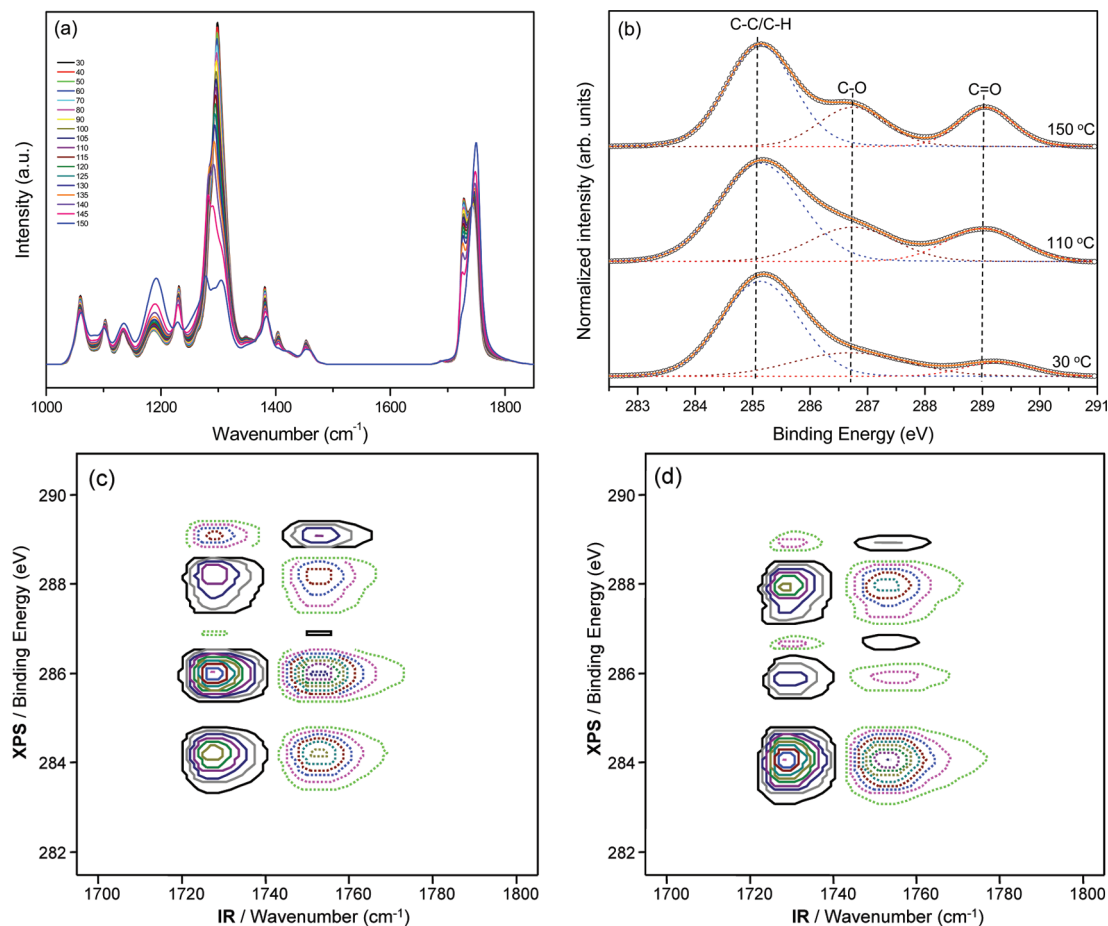 (a)
30
40
50
60
70
80
90
100
105
110
115
120
125
130
135
140
145
150
Intensity (a.u.)
1000 1200 1400 1600 1800
Wavenumber (cm⁻¹)
(b)
C-C/C-H
C-O
C=O
150 °C
110 °C
30 °C
Normalized intensity (arb. units)
283 284 285 286 287 288 289 290 291
Binding Energy (eV)
(c)
290
288
286
284
282
XPS / Binding Energy (eV)
1700 1720 1740 1760 1780 1800
IR / Wavenumber (cm⁻¹)
(d)
290
288
286
284
282
XPS / Binding Energy (eV)
1700 1720 1740 1760 1780 1800
IR / Wavenumber (cm⁻¹)